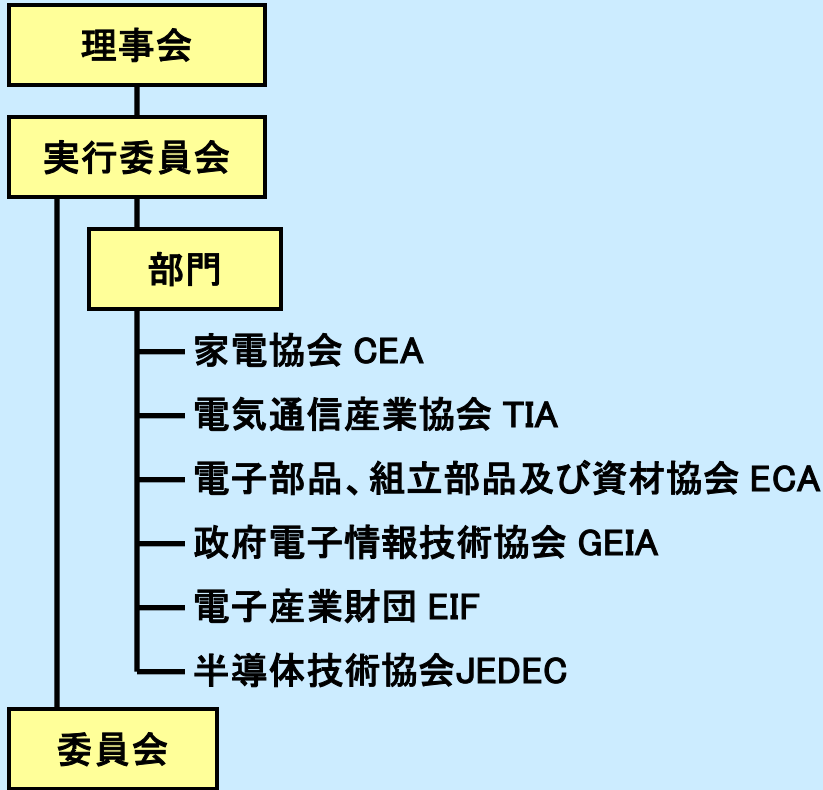 理事会
実行委員会
部門
家電協会 CEA
電気通信産業協会 TIA
電子部品、組立部品及び資材協会 ECA
政府電子情報技術協会 GEIA
電子産業財団 EIF
半導体技術協会JEDEC
委員会